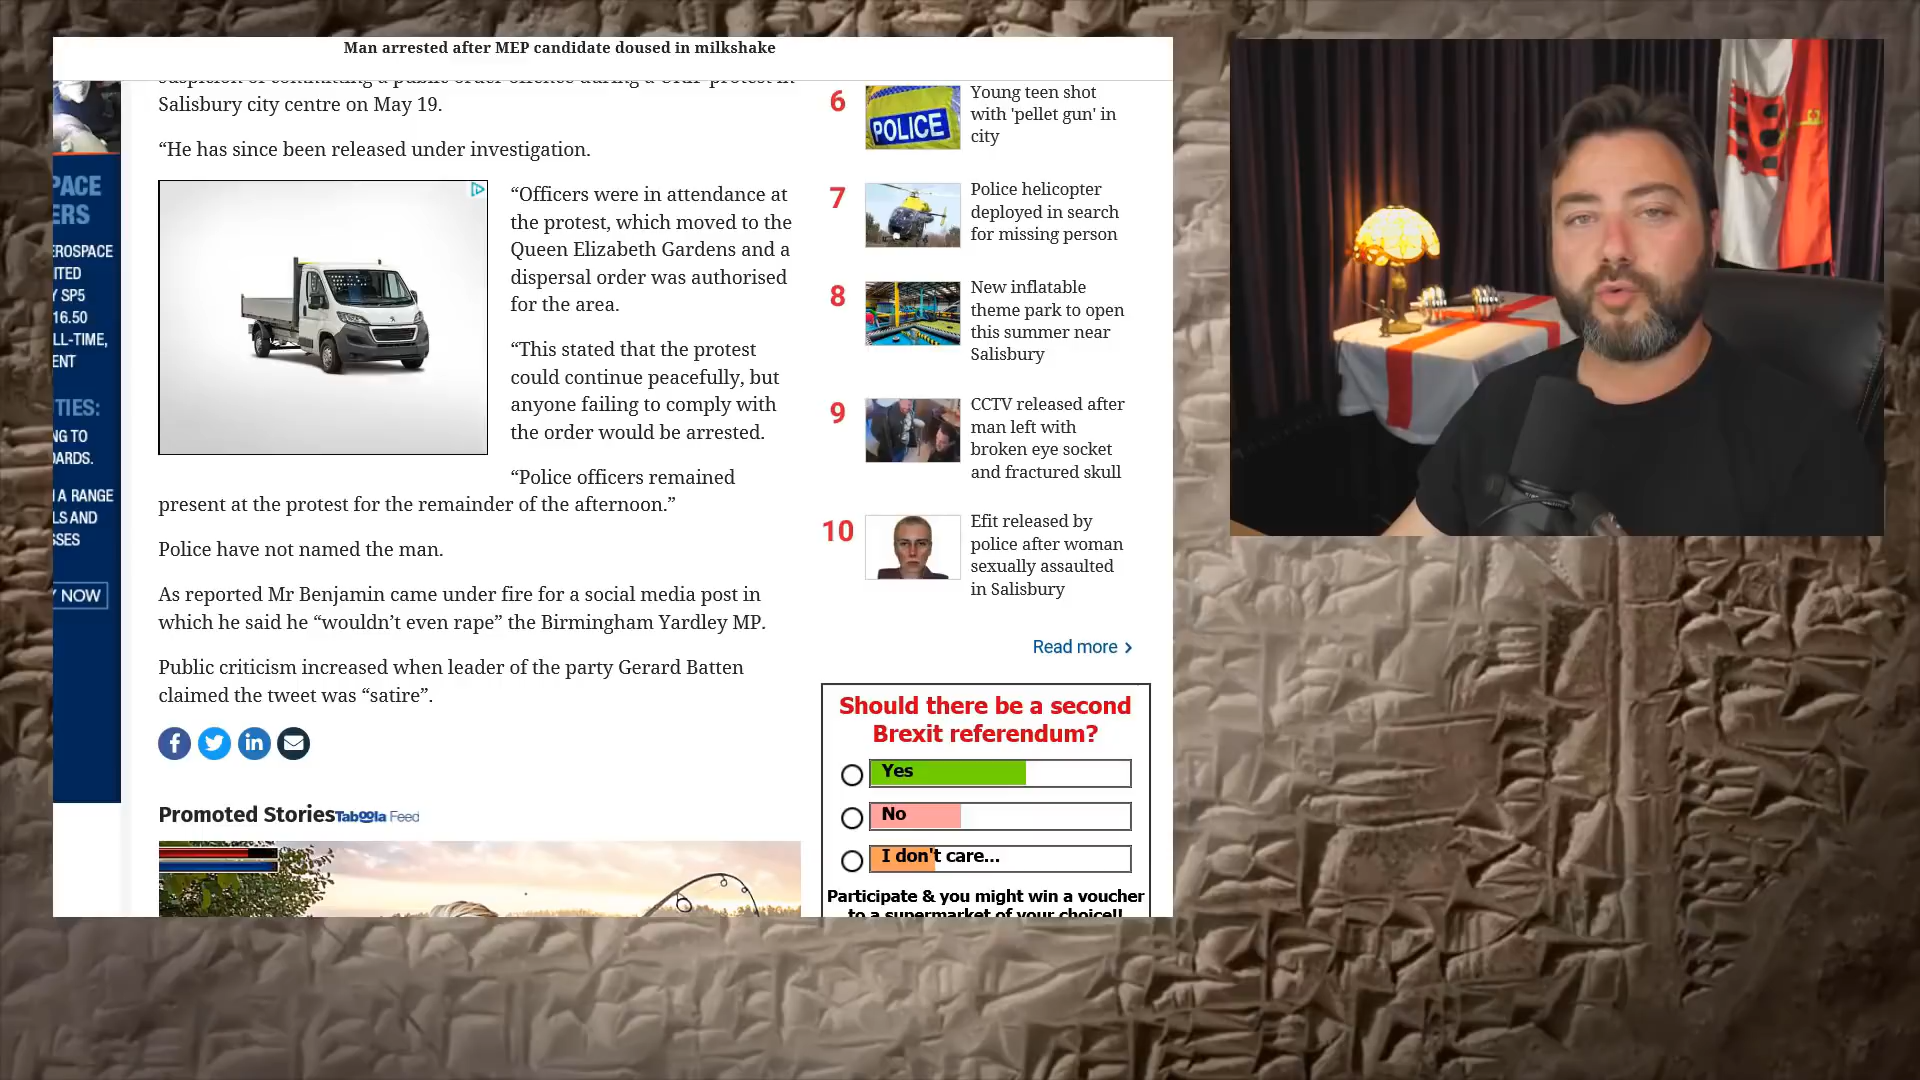 Man arrested after MEP candidate doused in milkshake
suspicion of committing a public order offence during a UKIP protest in
Salisbury city centre on May 19.
“He has since been released under investigation.
“Officers were in attendance at
the protest, which moved to the
Queen Elizabeth Gardens and a
dispersal order was authorised
for the area.
“This stated that the protest
could continue peacefully, but
anyone failing to comply with
the order would be arrested.
“Police officers remained
present at the protest for the remainder of the afternoon.”
Police have not named the man.
As reported Mr Benjamin came under fire for a social media post in
which he said he “wouldn’t even rape” the Birmingham Yardley MP.
Public criticism increased when leader of the party Gerard Batten
claimed the tweet was “satire”.
Promoted Stories
Taboola Feed
PACE
ERS
EROSPACE
ITED
Y SP5
16.50
LL-TIME,
ENT
TIES:
NG TO
DARDS.
N A RANGE
LS AND
SSES
Y NOW
6
POLICE
Young teen shot
with 'pellet gun' in
city
7
Police helicopter
deployed in search
for missing person
8
New inflatable
theme park to open
this summer near
Salisbury
9
CCTV released after
man left with
broken eye socket
and fractured skull
10
Efit released by
police after woman
sexually assaulted
in Salisbury
Read more
Should there be a second
Brexit referendum?
Yes
No
I don't care...
Participate & you might win a voucher
to a supermarket of your choice!!